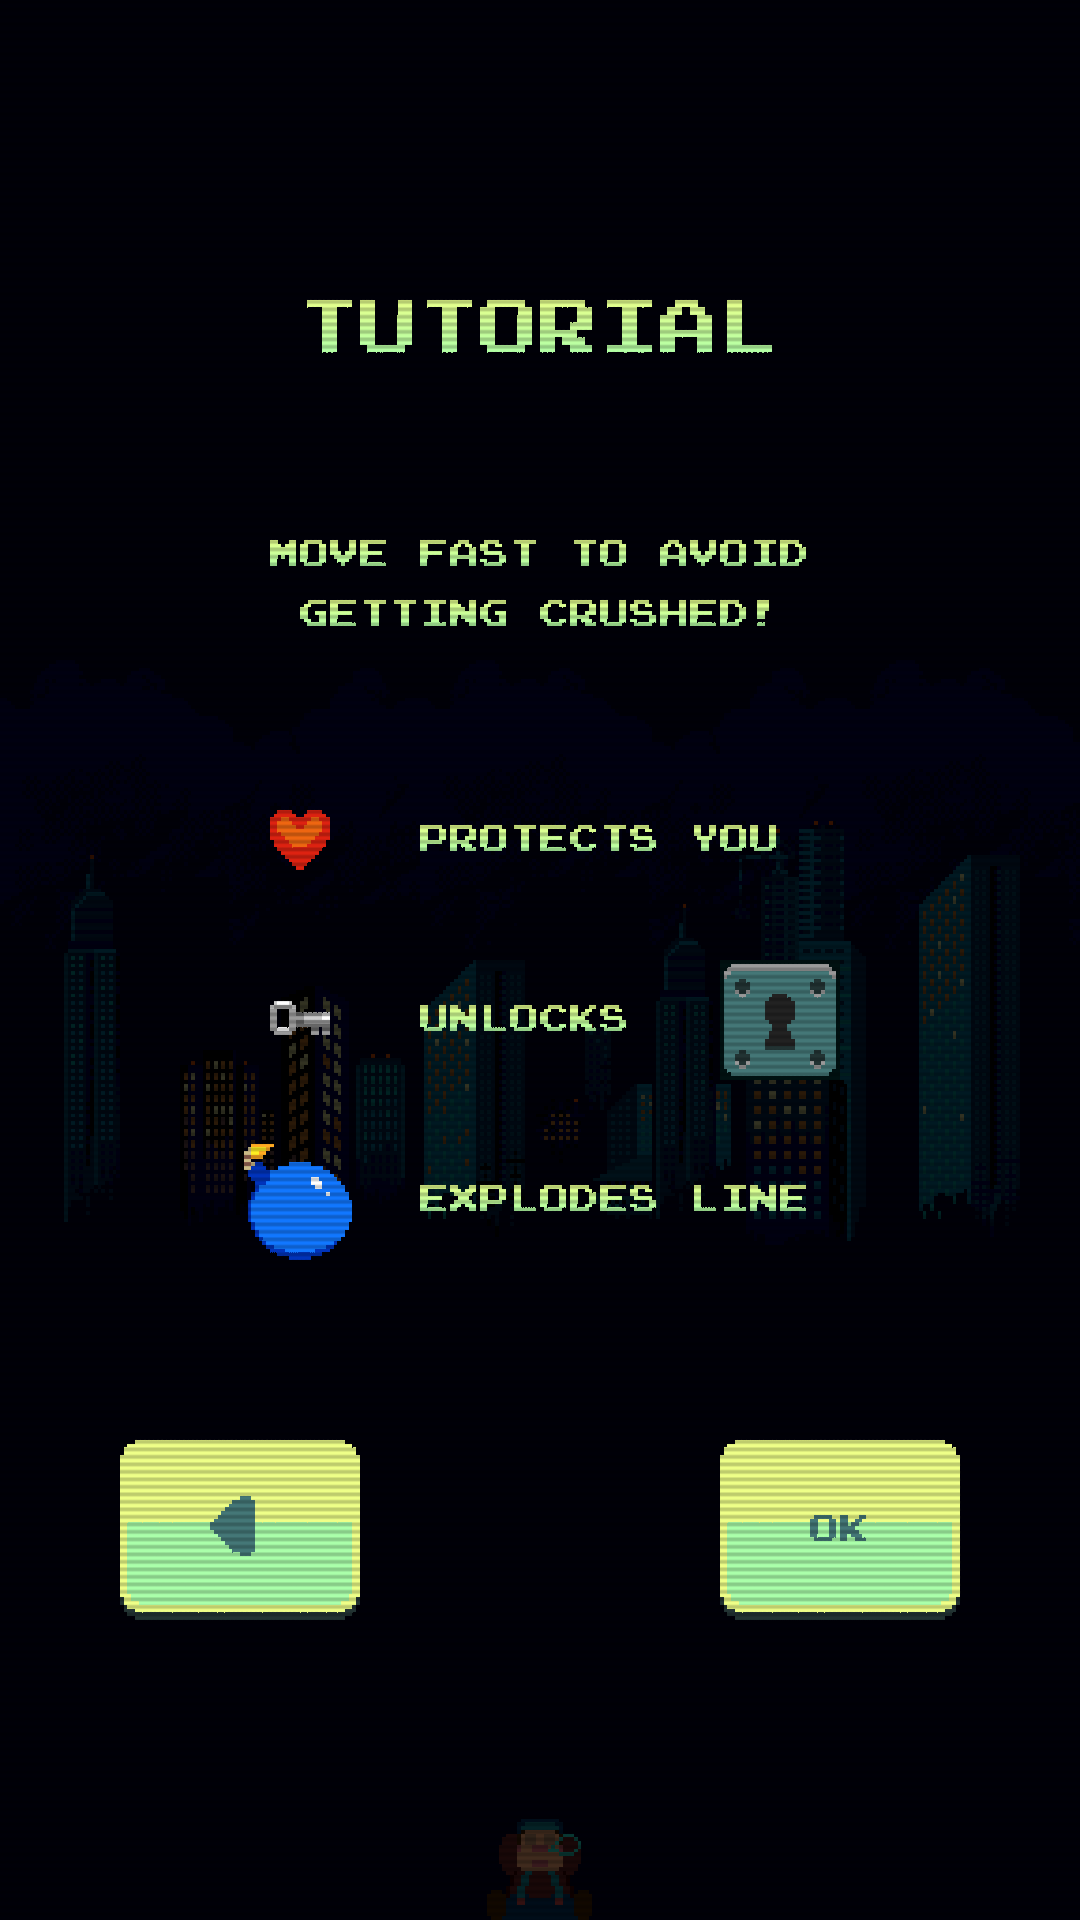 TUTORIAL
MOVE FAST TO AVOID
GETTING CRUSHED!
PROTECTS YOU
UNLOCKS
EXPLODES LINE
OK